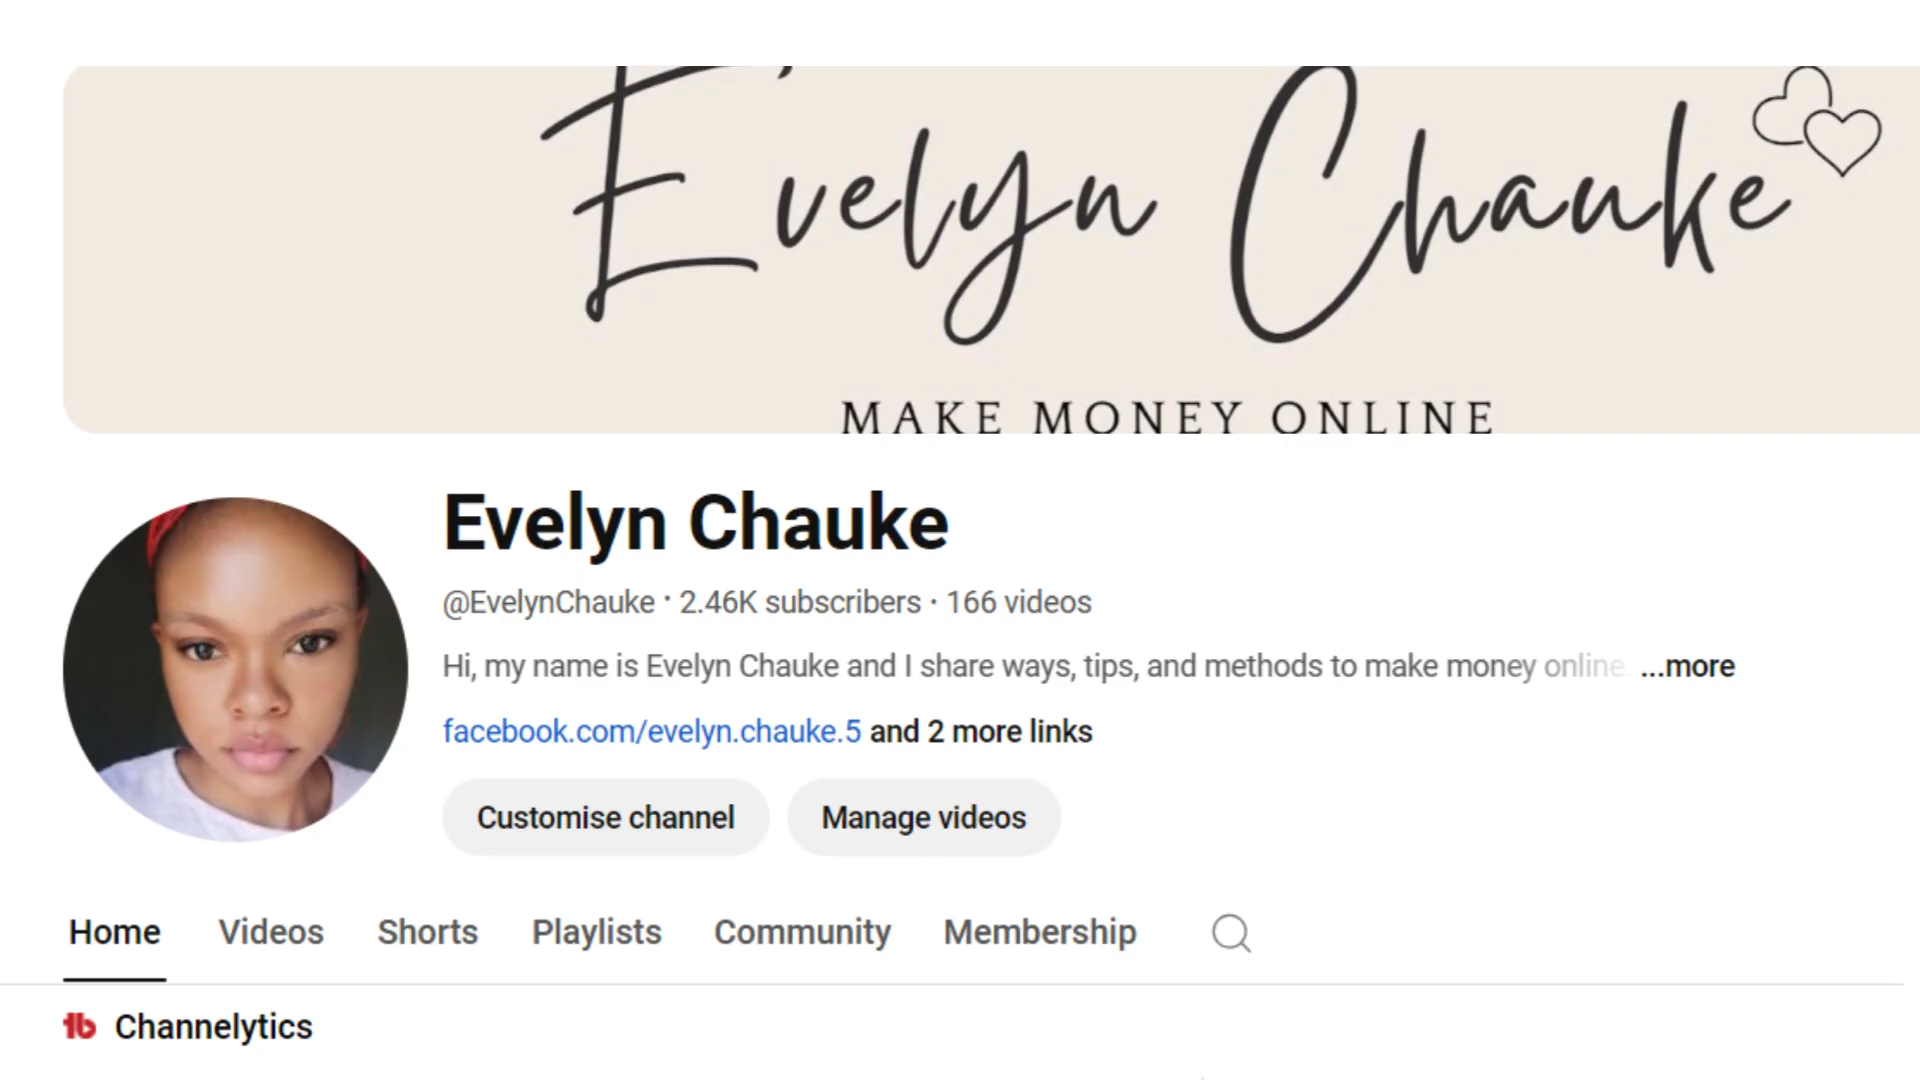 Evelyn Chauke
MAKE MONEY ONLINE
Evelyn Chauke
@EvelynChauke • 2.46K subscribers • 166 videos
Hi, my name is Evelyn Chauke and I share ways, tips, and methods to make money online. ...more
facebook.com/evelyn.chauke.5 and 2 more links
Customise channel Manage videos
Home Videos Shorts Playlists Community Membership
tb Channelytics